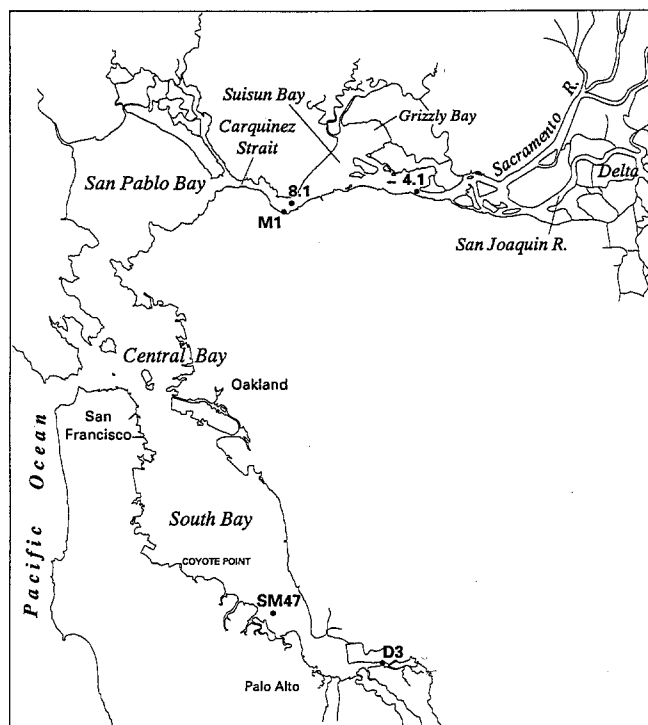 Suisun Bay
Grizzly Bay
Carquinez
Strait
Sacramento R.
Delta
San Pablo Bay
8.1
4.1
M1
San Joaquin R.
Central Bay
Oakland
San
Francisco
Pacific Ocean
South Bay
COYOTE POINT
SM47
D3
Palo Alto